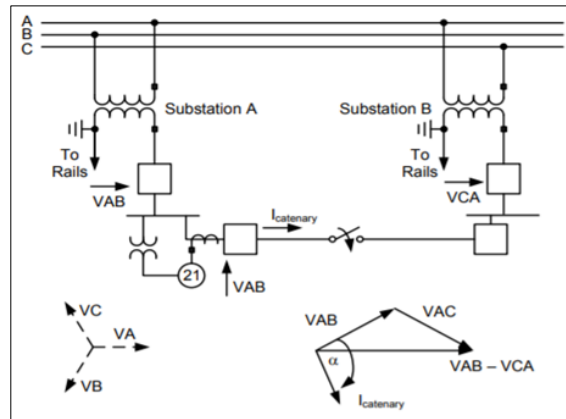 A
B
C
Substation A
Substation B
To
Rails
To
Rails
VAB
VCA
Icatenary
21
VAB
VC
VA
VB
VAB
VAC
α
VAB – VCA
Icatenary